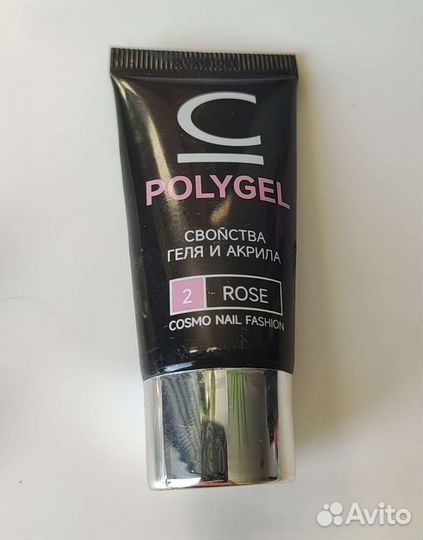 C
POLYGEL
СВОЙСТВА
ГЕЛЯ И АКРИЛА
2 ROSE
COSMO NAIL FASHION
Avito